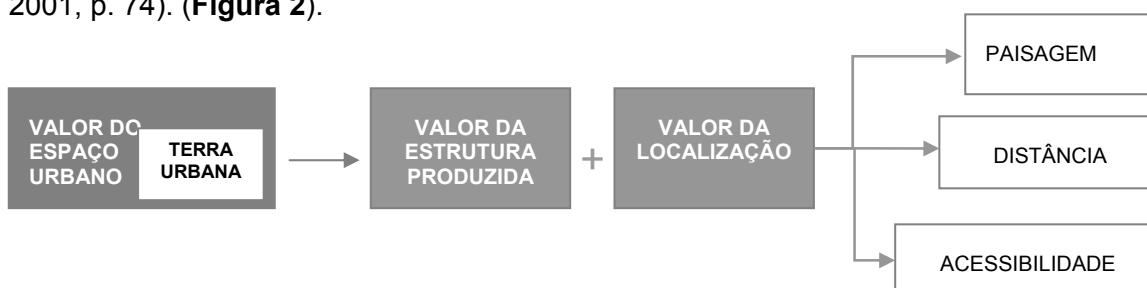 2001, p. 74). (Figura 2).
PAISAGEM
VALOR DO
ESPAÇO
URBANO
TERRA
URBANA
VALOR DA
ESTRUTURA
PRODUZIDA
+
VALOR DA
LOCALIZAÇÃO
DISTÂNCIA
ACESSIBILIDADE